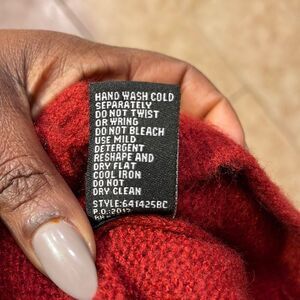 HAND WASH COLD
SEPARATELY
DO NOT TWIST
OR WRING
DO NOT BLEACH
USE MILD
DETERGENT
RESHAPE AND
DRY FLAT
COOL IRON
DO NOT
DRY CLEAN
STYLE:641425BC
P.O.:2012